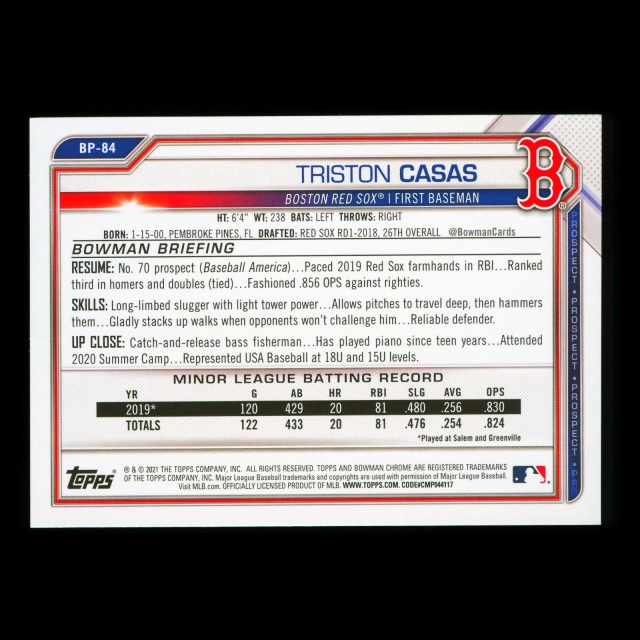 BP-84
B
TRISTON CASAS
BOSTON RED SOX® | FIRST BASEMAN
HT: 6'4" WT: 238 BATS: LEFT THROWS: RIGHT
BORN: 1-15-00, PEMBROKE PINES, FL DRAFTED: RED SOX RD1-2018, 26TH OVERALL @BowmanCards
BOWMAN BRIEFING
RESUME: No. 70 prospect (Baseball America)...Paced 2019 Red Sox farmhands in RBI...Ranked
third in homers and doubles (tied)...Fashioned .856 OPS against righties.
SKILLS: Long-limbed slugger with light tower power...Allows pitches to travel deep, then hammers
them...Gladly stacks up walks when opponents won't challenge him...Reliable defender.
UP CLOSE: Catch-and-release bass fisherman...Has played piano since teen years...Attended
2020 Summer Camp...Represented USA Baseball at 18U and 15U levels.
MINOR LEAGUE BATTING RECORD
YR G AB HR RBI SLG AVG OPS
2019* 120 429 20 81 .480 .256 .830
TOTALS 122 433 20 81 .476 .254 .824
*Played at Salem and Greenville
PROSPECT • PROSPECT • PROSPECT • PROSPECT • PR
Topps®
® & © 2021 THE TOPPS COMPANY, INC. ALL RIGHTS RESERVED. TOPPS AND BOWMAN CHROME ARE REGISTERED TRADEMARKS
OF THE TOPPS COMPANY, INC. Major League Baseball trademarks and copyrights are used with permission of Major League Baseball.
Visit MLB.com. OFFICIALLY LICENSED PRODUCT OF MLB. WWW.TOPPS.COM. CODE#CMP044117